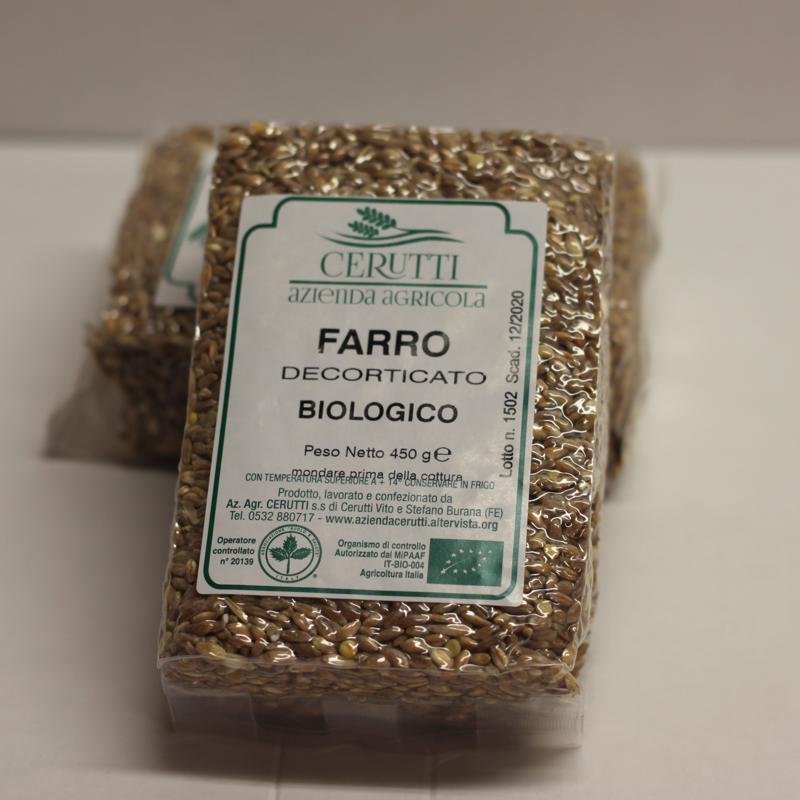 CERUTTI
AZIENDA AGRICOLA
FARRO
DECORTICATO
BIOLOGICO
Peso Netto 450 g ℮
mondare prima della cottura
CON TEMPERATURA SUPERIORE A + 14° CONSERVARE IN FRIGO
Prodotto, lavorato e confezionato da
Az. Agr. CERUTTI s.s di Cerutti Vito e Stefano Burana (FE)
Tel. 0532 880717 - www.aziendacerutti.altervista.org
Operatore
controllato
n° 20139
ITALY
Organismo di controllo
Autorizzato dal MiPAAF
IT-BIO-004
Agricoltura Italia
Lotto n. 1502 Scad. 12/2020